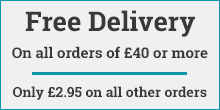 Free Delivery
On all orders of £40 or more
Only £2.95 on all other orders